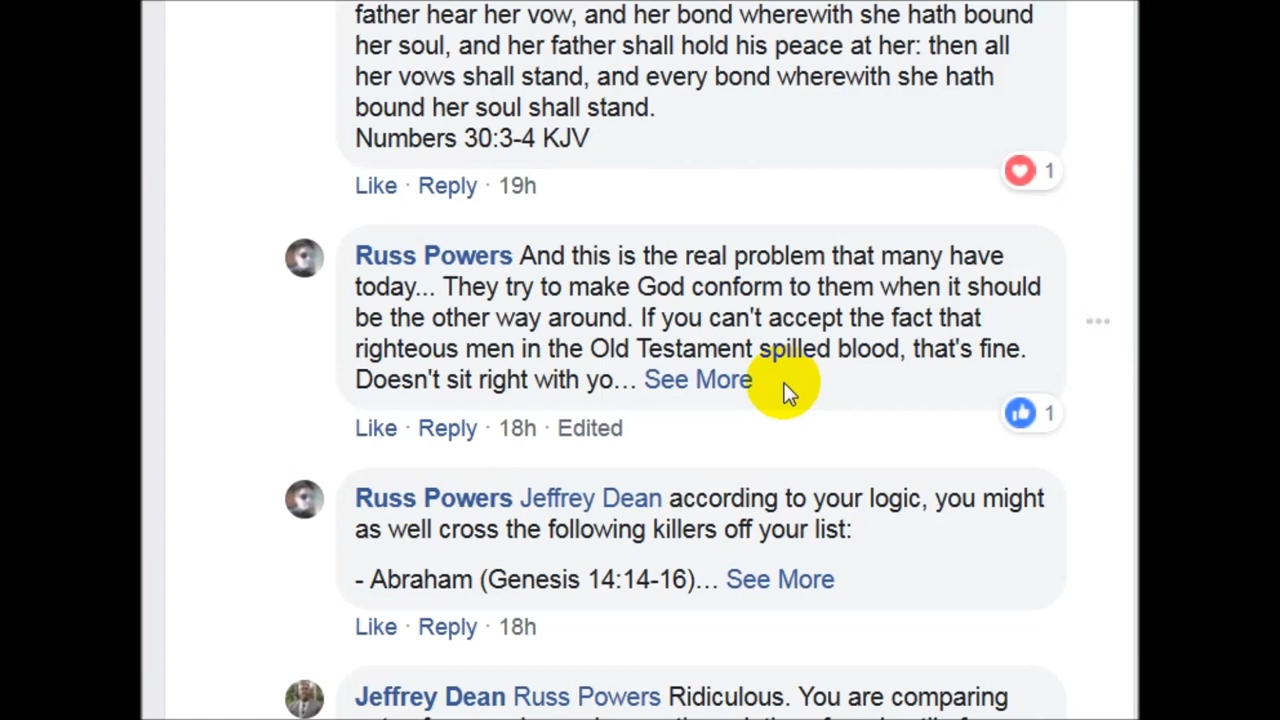 father hear her vow, and her bond wherewith she hath bound
her soul, and her father shall hold his peace at her: then all
her vows shall stand, and every bond wherewith she hath
bound her soul shall stand.
Numbers 30:3-4 KJV
1
Like · Reply · 19h
Russ Powers And this is the real problem that many have
today... They try to make God conform to them when it should
be the other way around. If you can't accept the fact that
righteous men in the Old Testament spilled blood, that's fine.
Doesn't sit right with yo... See More
1
Like · Reply · 18h · Edited
Russ Powers Jeffrey Dean according to your logic, you might
as well cross the following killers off your list:
- Abraham (Genesis 14:14-16)... See More
Like · Reply · 18h
Jeffrey Dean Russ Powers Ridiculous. You are comparing